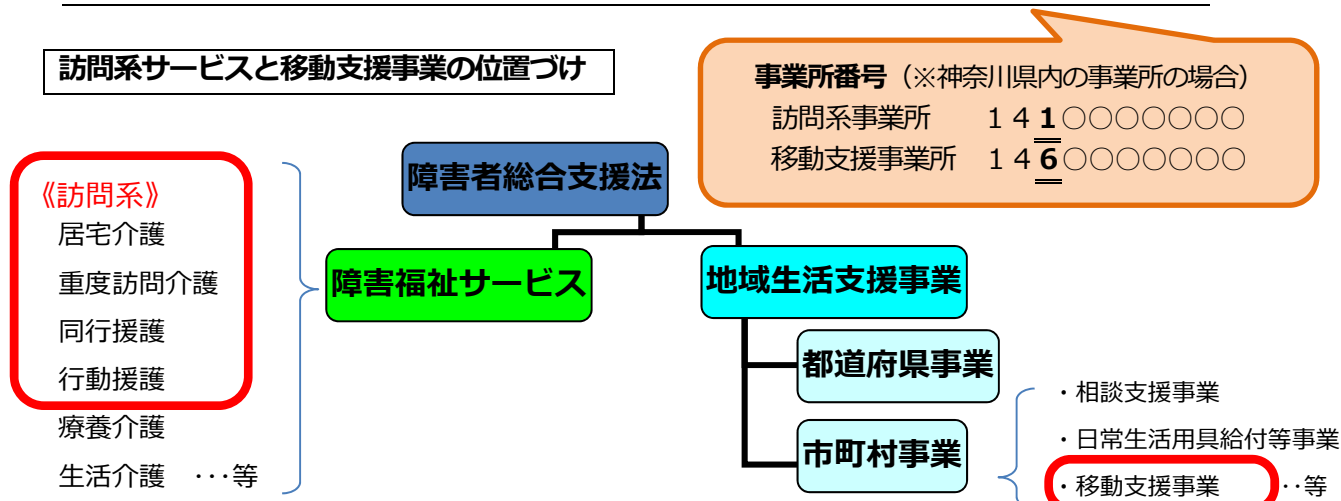 訪問系サービスと移動支援事業の位置づけ
事業所番号（※神奈川県内の事業所の場合）
訪問系事業所　１４１○○○○○○○
移動支援事業所　１４６○○○○○○○
障害者総合支援法
障害福祉サービス
地域生活支援事業
都道府県事業
市町村事業
《訪問系》
居宅介護
重度訪問介護
同行援護
行動援護
療養介護
生活介護　･･･等
・相談支援事業
・日常生活用具給付等事業
・移動支援事業　･･等